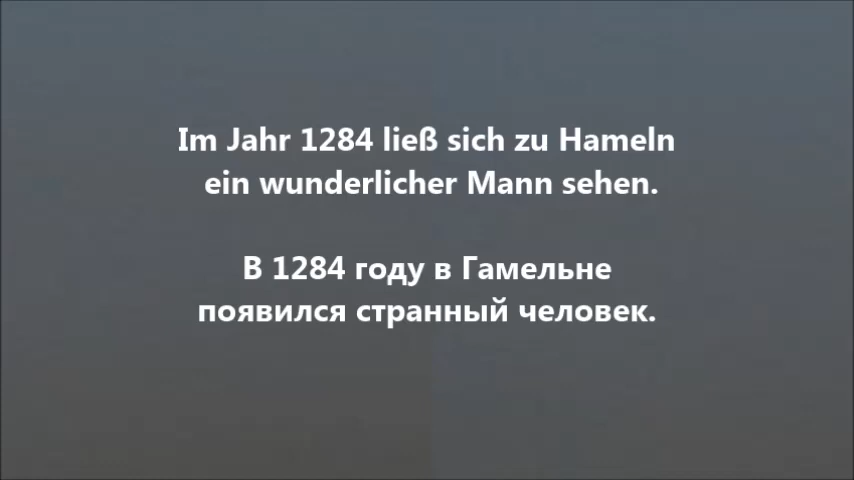 Im Jahr 1284 ließ sich zu Hameln
ein wunderlicher Mann sehen.
В 1284 году в Гамельне
появился странный человек.